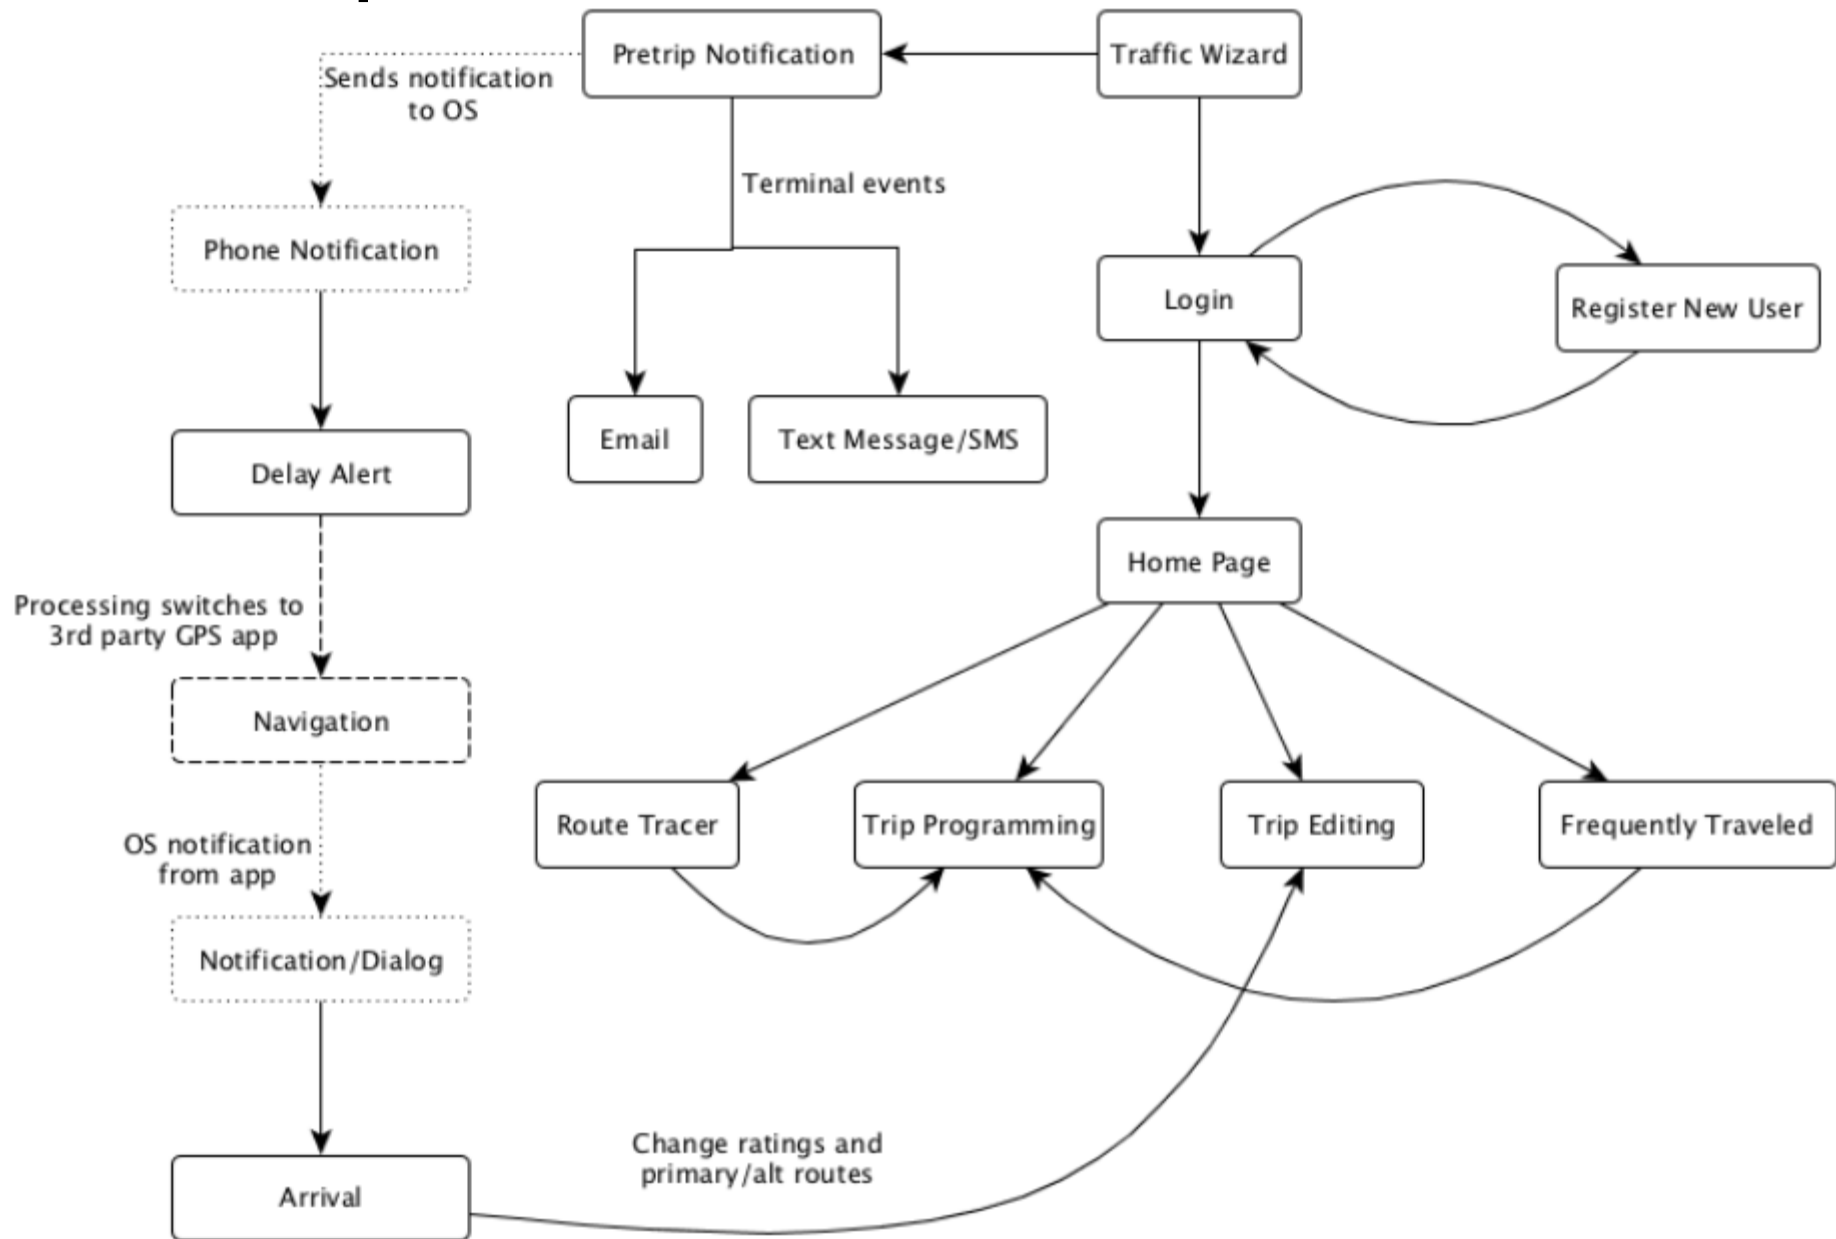 Pretrip Notification
Traffic Wizard
Sends notification
to OS
Terminal events
Phone Notification
Login
Register New User
Email
Text Message/SMS
Delay Alert
Home Page
Processing switches to
3rd party GPS app
Navigation
Route Tracer
Trip Programming
Trip Editing
Frequently Traveled
OS notification
from app
Notification/Dialog
Change ratings and
primary/alt routes
Arrival